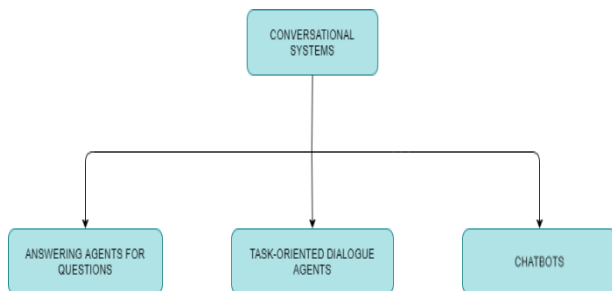 CONVERSATIONAL
SYSTEMS
ANSWERING AGENTS FOR
QUESTIONS
TASK-ORIENTED DIALOGUE
AGENTS
CHATBOTS